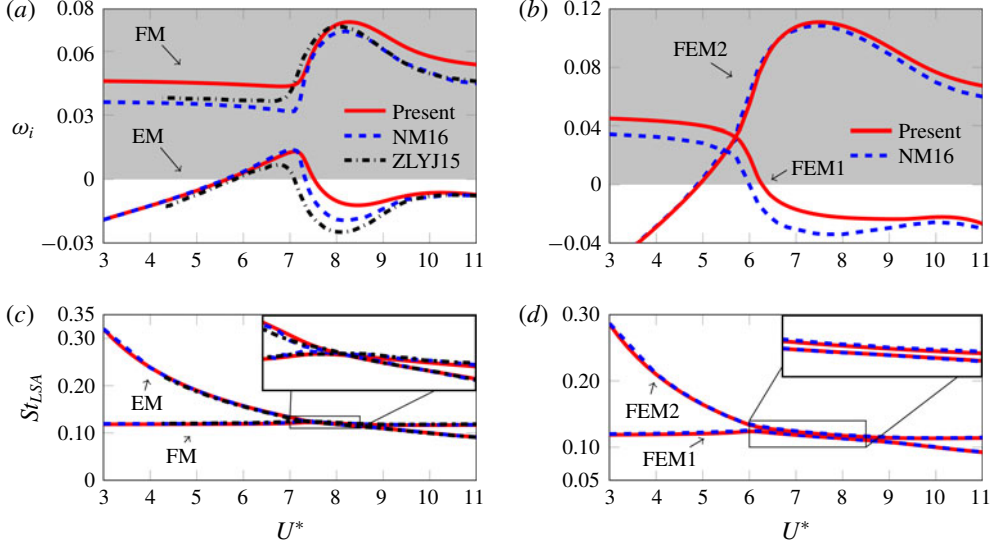 (a)
0.08
FM
0.06
0.03
Present
NM16
ZLYJ15
ω_i
EM
0
−0.03
3 4 5 6 7 8 9 10 11
(b)
0.12
FEM2
0.08
Present
NM16
0.04
FEM1
0
−0.04
3 4 5 6 7 8 9 10 11
(c)
0.35
0.30
0.20
St_LSA
EM
0.10
FM
0
3 4 5 6 7 8 9 10 11
U*
(d)
0.30
0.20
FEM2
0.10
FEM1
0.05
3 4 5 6 7 8 9 10 11
U*